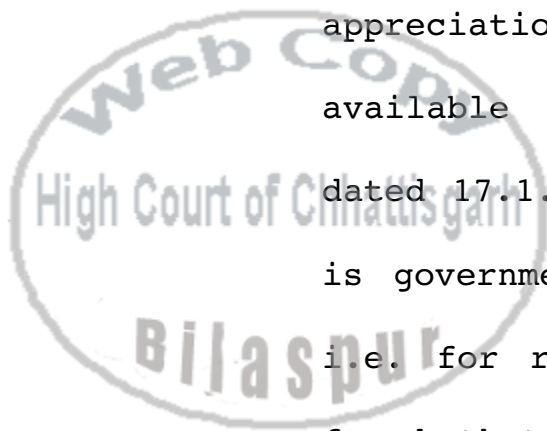 appreciatio
available
Web Copy
High Court of Chhattisgarh
dated 17.1.
is governme
Bilaspur
i.e. for r